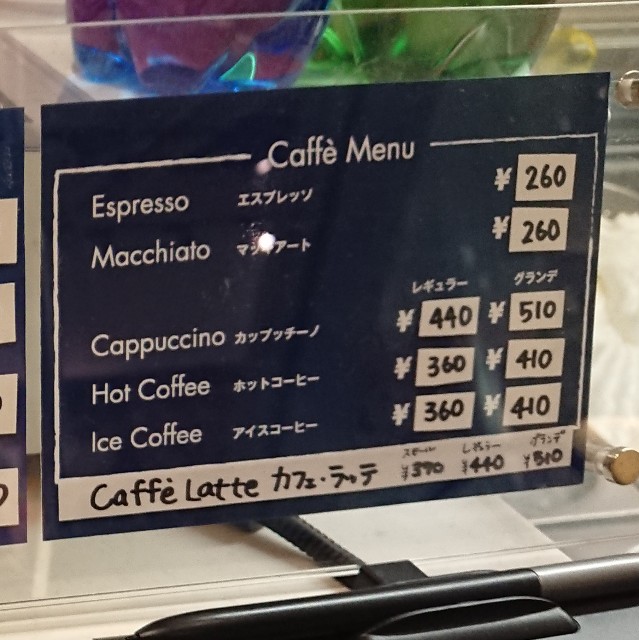 Caffè Menu
Espresso エスプレッソ ¥ 260
Macchiato ¥ 260
レギュラー グランデ
Cappuccino カップッチーノ ¥ 440 ¥ 510
Hot Coffee ホットコーヒー ¥ 360 ¥ 410
Ice Coffee アイスコーヒー ¥ 360 ¥ 410
スモール レギュラー グランデ
Caffè Latte カフェ・ラッテ ¥390 ¥440 ¥510